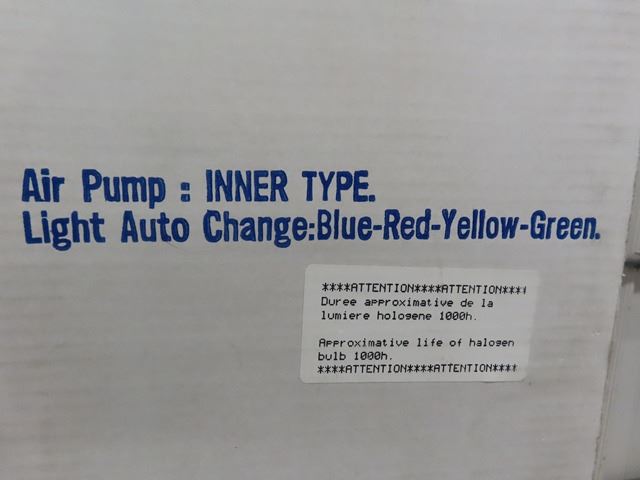 Air Pump : INNER TYPE.
Light Auto Change:Blue-Red-Yellow-Green.
****ATTENTION****ATTENTION****
Duree approximative de la
lumiere hologene 1000h.
Approximative life of halogen
bulb 1000h.
****ATTENTION****ATTENTION****